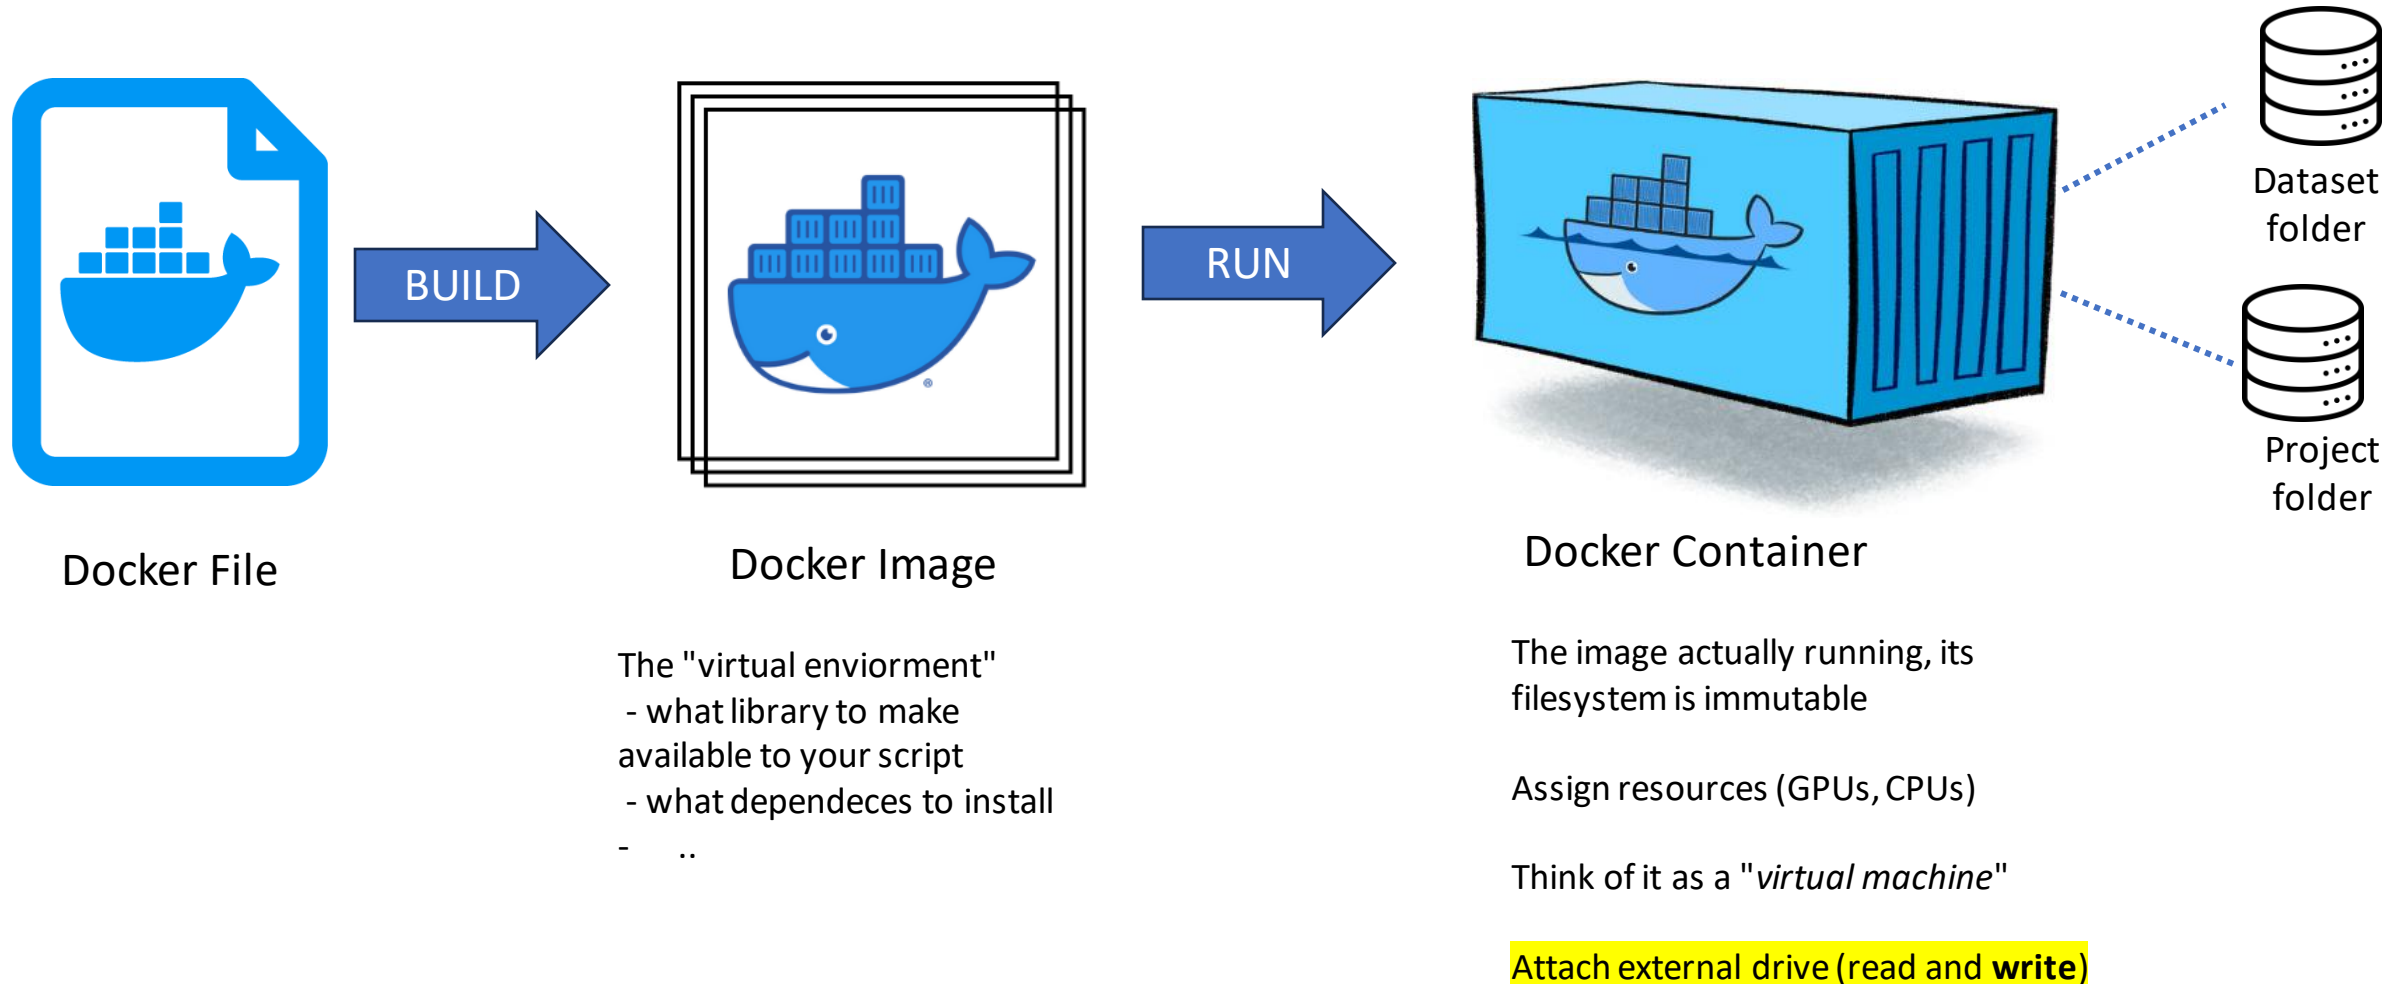 BUILD
RUN
Dataset
folder
Project
folder
Docker File
Docker Image
Docker Container
The "virtual enviorment"
- what library to make
available to your script
- what dependeces to install
- ..
The image actually running, its
filesystem is immutable
Assign resources (GPUs, CPUs)
Think of it as a "virtual machine"
Attach external drive (read and write)